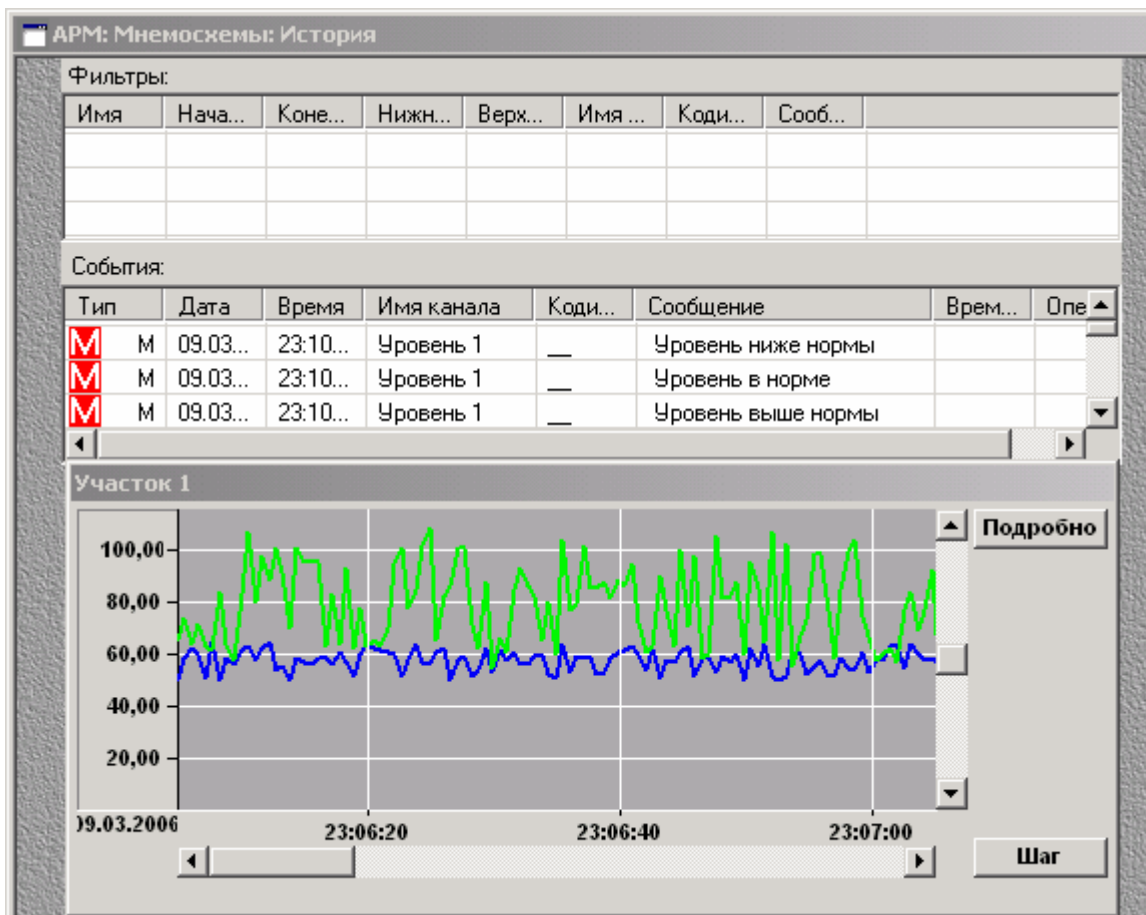 АРМ: Мнемосхемы: История
Фильтры:
Имя Нача... Коне... Нижн... Верх... Имя ... Коди... Сооб...
События:
Тип Дата Время Имя канала Коди... Сообщение Врем... Опе
M M 09.03... 23:10... Уровень 1 __ Уровень ниже нормы
M M 09.03... 23:10... Уровень 1 __ Уровень в норме
M M 09.03... 23:10... Уровень 1 __ Уровень выше нормы
Участок 1
Подробно
100,00
80,00
60,00
40,00
20,00
09.03.2006 23:06:20 23:06:40 23:07:00
Шаг